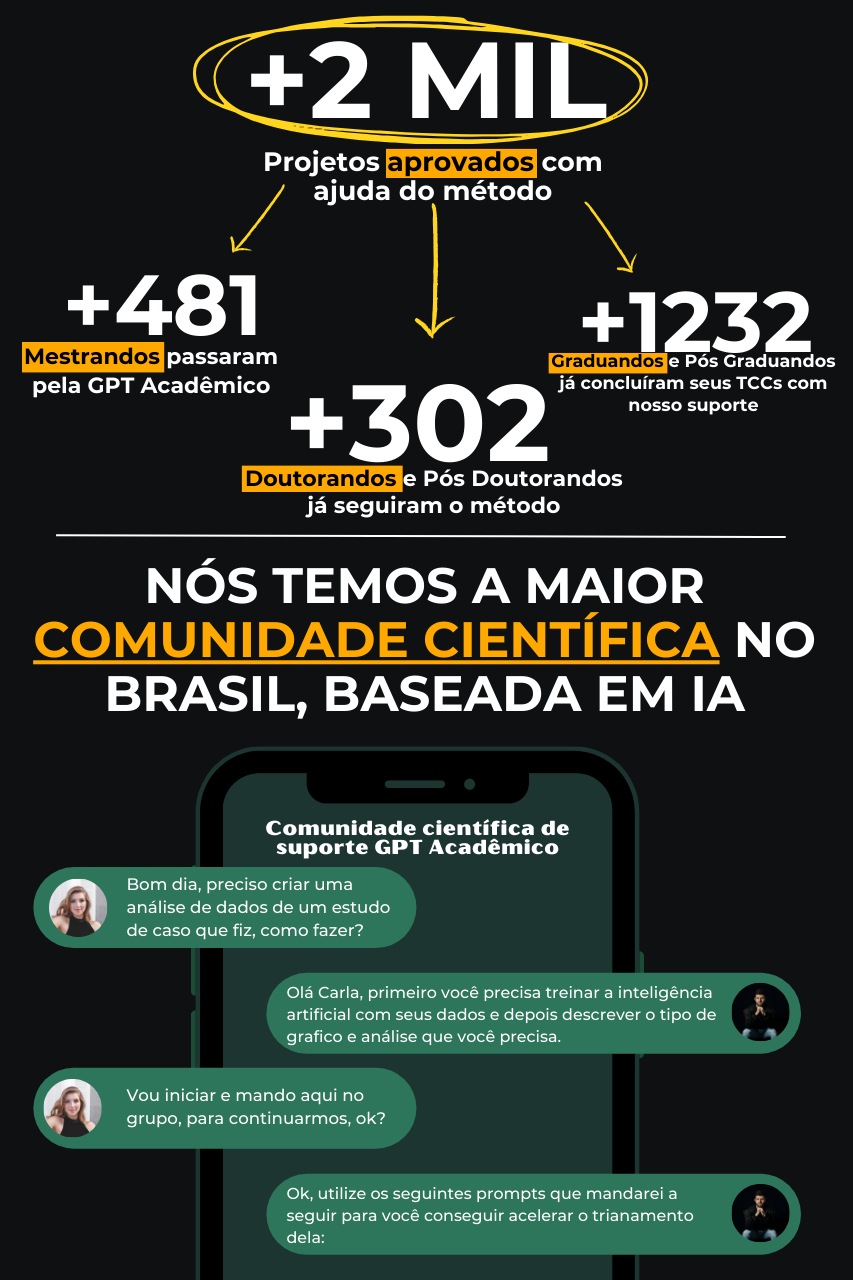 +2 MIL
Projetos aprovados com
ajuda do método
+481
Mestrandos passaram
pela GPT Acadêmico
+1232
Graduandos e Pós Graduandos
já concluíram seus TCCs com
nosso suporte
+302
Doutorandos e Pós Doutorandos
já seguiram o método
NÓS TEMOS A MAIOR
COMUNIDADE CIENTÍFICA NO
BRASIL, BASEADA EM IA
Comunidade científica de
suporte GPT Acadêmico
Bom dia, preciso criar uma
análise de dados de um estudo
de caso que fiz, como fazer?
Olá Carla, primeiro você precisa treinar a inteligência
artificial com seus dados e depois descrever o tipo de
grafico e análise que você precisa.
Vou iniciar e mando aqui no
grupo, para continuarmos, ok?
Ok, utilize os seguintes prompts que mandarei a
seguir para você conseguir acelerar o trianamento
dela: